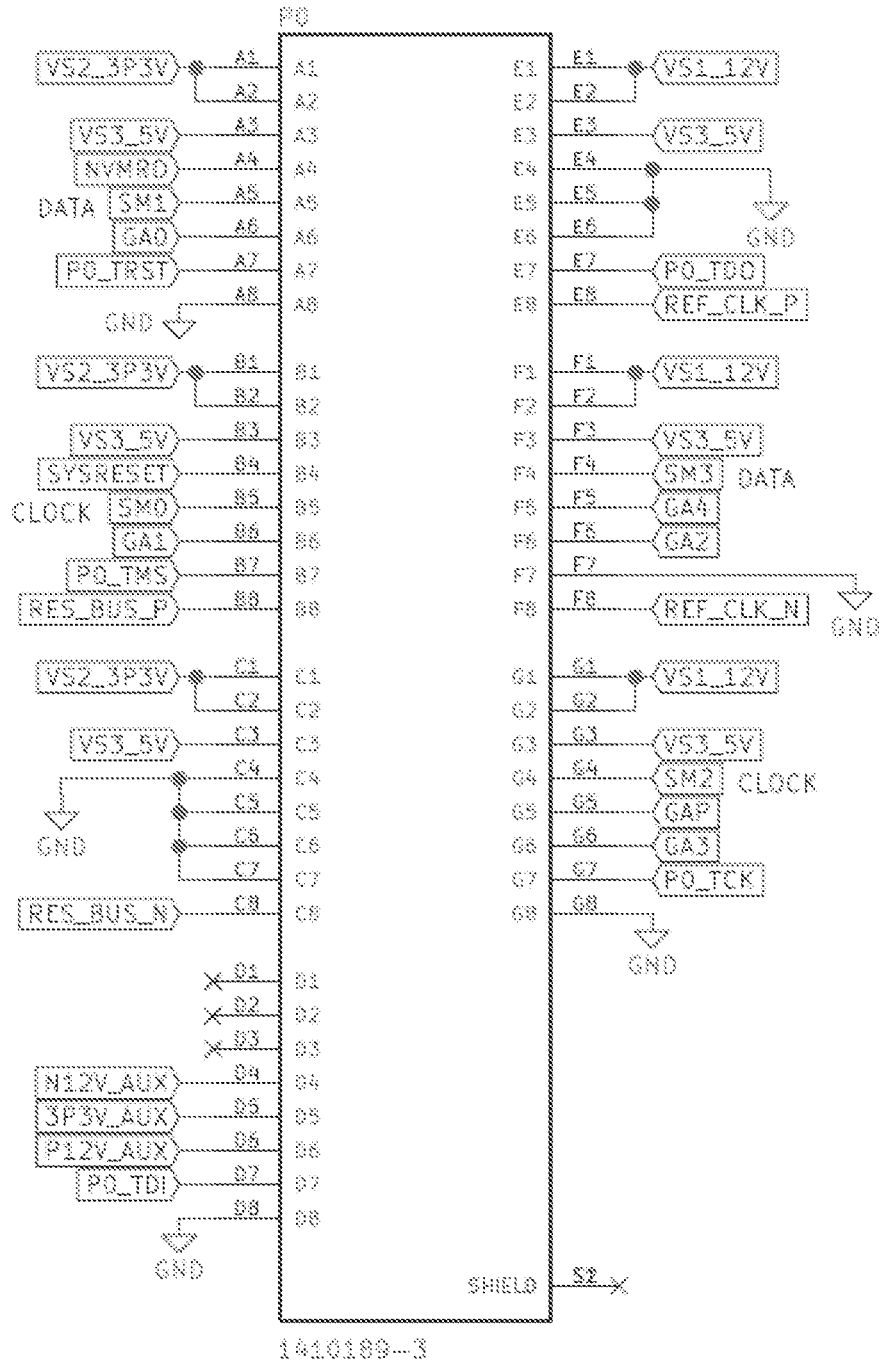 P0
VS2_3P3V A1 A1 E1 E1 VS1_12V
A2 A2 E2 E2
VS3_5V A3 A3 E3 E3 VS3_5V
NVMRO A4 A4 E4 E4
DATA SM1 A5 A5 E5 E5
GA0 A6 A6 E6 E6 GND
P0_TRST A7 A7 E7 E7 P0_TDO
GND A8 A8 E8 E8 REF_CLK_P
VS2_3P3V B1 B1 F1 F1 VS1_12V
B2 B2 F2 F2
VS3_5V B3 B3 F3 F3 VS3_5V
SYSRESET B4 B4 F4 F4 SM3 DATA
CLOCK SM0 B5 B5 F5 F5 GA4
GA1 B6 B6 F6 F6 GA2
P0_TMS B7 B7 F7 F7
RES_BUS_P B8 B8 F8 F8 REF_CLK_N GND
VS2_3P3V C1 C1 G1 G1 VS1_12V
C2 C2 G2 G2
VS3_5V C3 C3 G3 G3 VS3_5V
C4 C4 G4 G4 SM2 CLOCK
C5 C5 G5 G5 GAP
GND C6 C6 G6 G6 GA3
C7 C7 G7 G7 P0_TCK
RES_BUS_N C8 C8 G8 G8
GND
D1 D1
D2 D2
D3 D3
N12V_AUX D4 D4
3P3V_AUX D5 D5
P12V_AUX D6 D6
P0_TDI D7 D7
D8 D8
GND
SHIELD
1410189-3